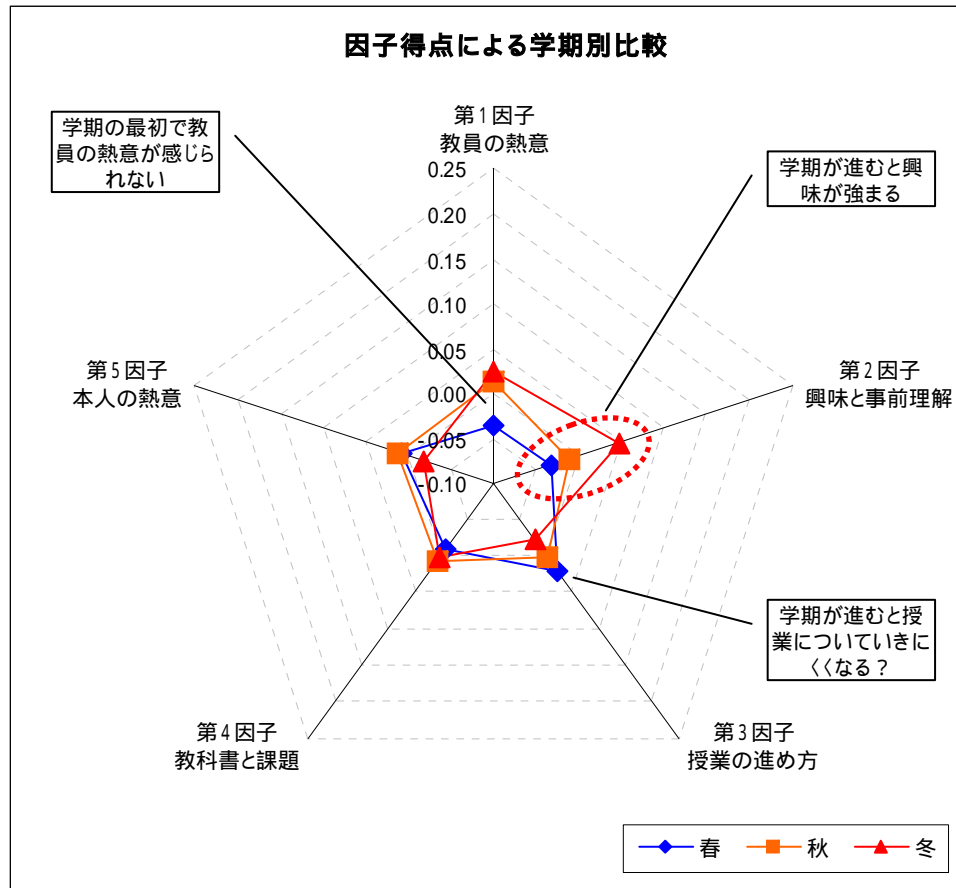 因子得点による学期別比較
学期の最初で教
員の熱意が感じら
れない
第1因子
教員の熱意
学期が進むと興
味が強まる
0.25
0.20
0.15
0.10
0.05
0.00
-0.05
-0.10
第5因子
本人の熱意
第2因子
興味と事前理解
学期が進むと授
業についていきに
くくなる？
第4因子
教科書と課題
第3因子
授業の進め方
春 秋 冬